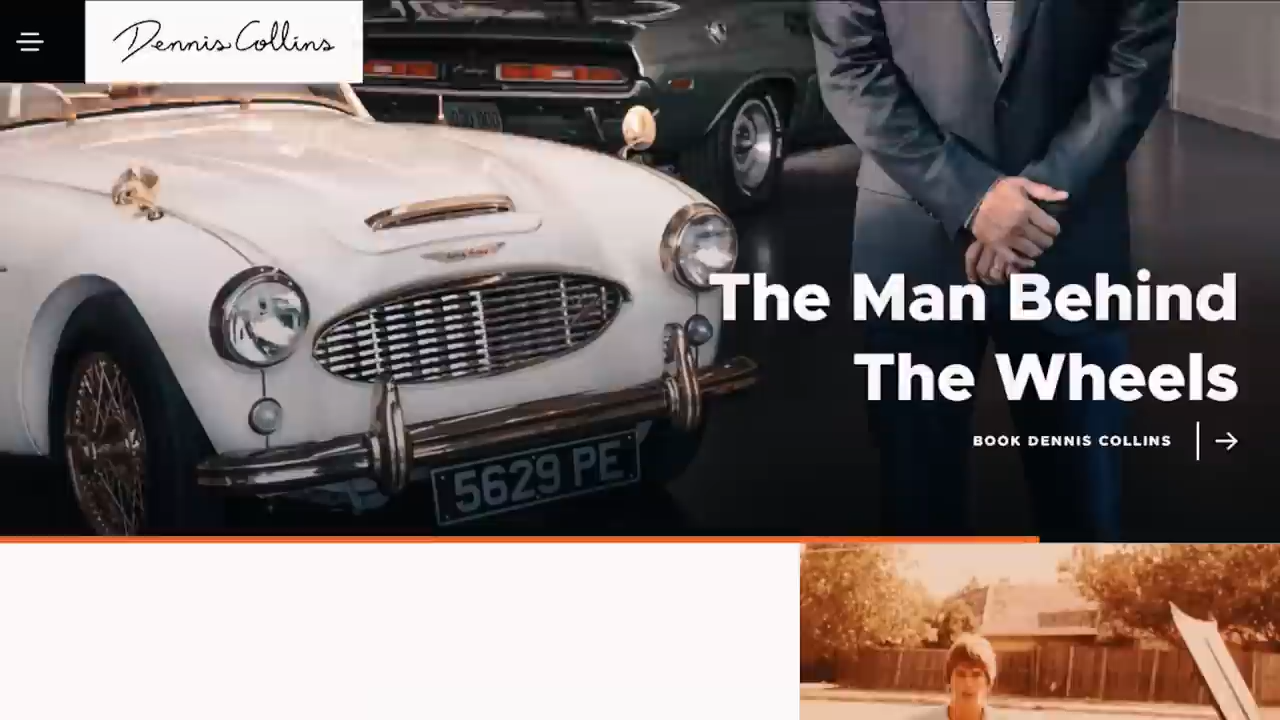 Dennis Collins
The Man Behind
The Wheels
BOOK DENNIS COLLINS
5629 PE